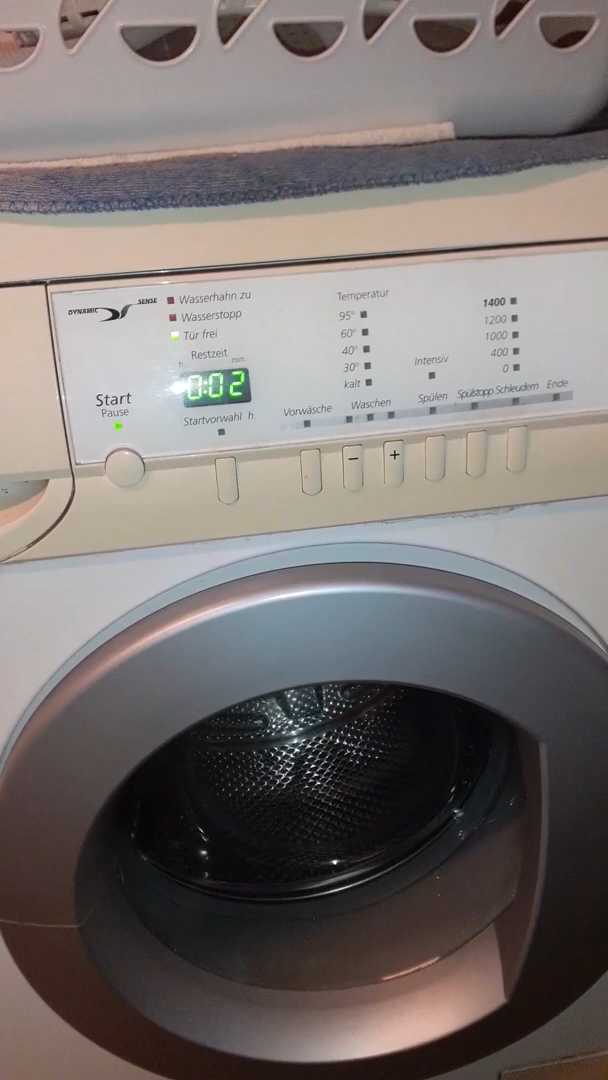 DYNAMIC SENSE
Wasserhahn zu
Wasserstopp
Tür frei
Restzeit
h. min
0:02
Startvorwahl h.
Start
Pause
Temperatur
95°
60°
40°
30°
kalt
Intensiv
1400
1200
1000
400
0
Vorwäsche Waschen Spülen Spülstopp Schleudern Ende
− +